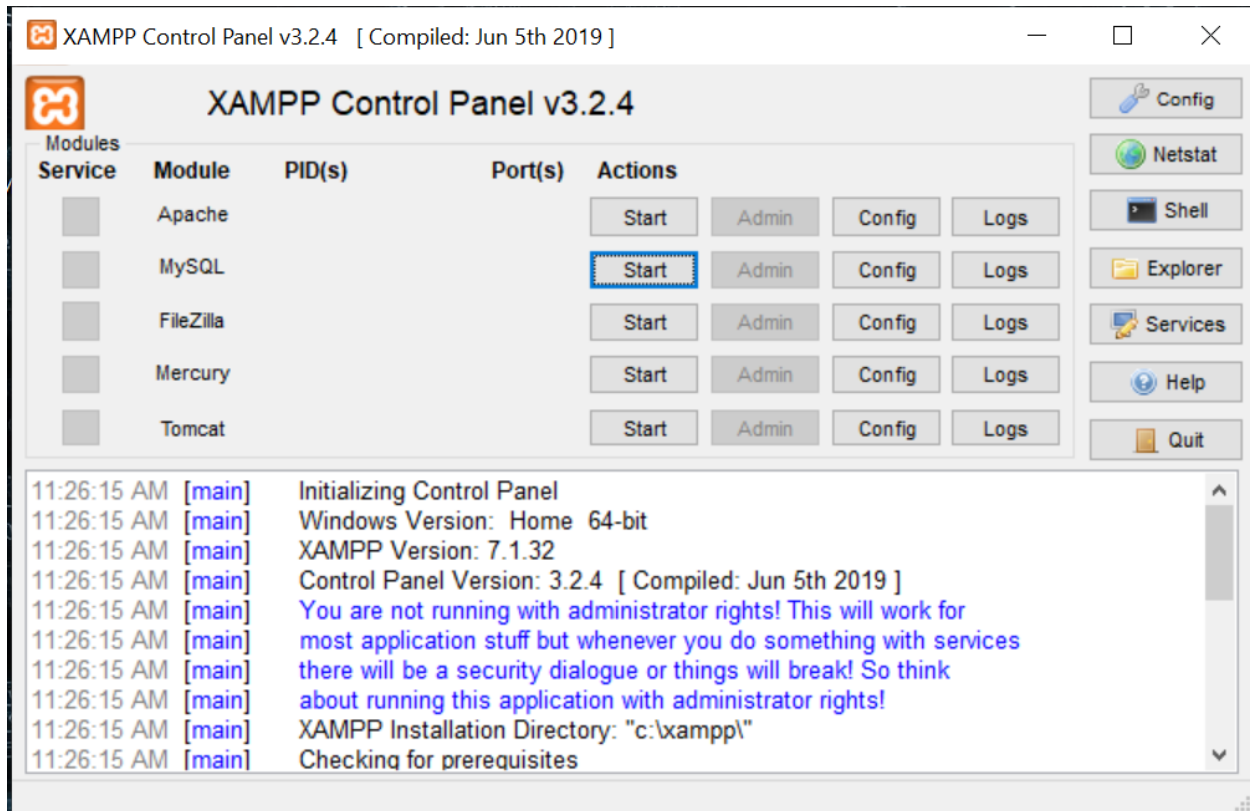 XAMPP Control Panel v3.2.4 [ Compiled: Jun 5th 2019 ]
XAMPP Control Panel v3.2.4
Config
Modules
Service Module PID(s) Port(s) Actions
Netstat
Apache Start Admin Config Logs
Shell
MySQL Start Admin Config Logs
Explorer
FileZilla Start Admin Config Logs
Services
Mercury Start Admin Config Logs
Help
Tomcat Start Admin Config Logs
Quit
11:26:15 AM [main] Initializing Control Panel
11:26:15 AM [main] Windows Version: Home 64-bit
11:26:15 AM [main] XAMPP Version: 7.1.32
11:26:15 AM [main] Control Panel Version: 3.2.4 [ Compiled: Jun 5th 2019 ]
11:26:15 AM [main] You are not running with administrator rights! This will work for
11:26:15 AM [main] most application stuff but whenever you do something with services
11:26:15 AM [main] there will be a security dialogue or things will break! So think
11:26:15 AM [main] about running this application with administrator rights!
11:26:15 AM [main] XAMPP Installation Directory: "c:\xampp\"
11:26:15 AM [main] Checking for prerequisites